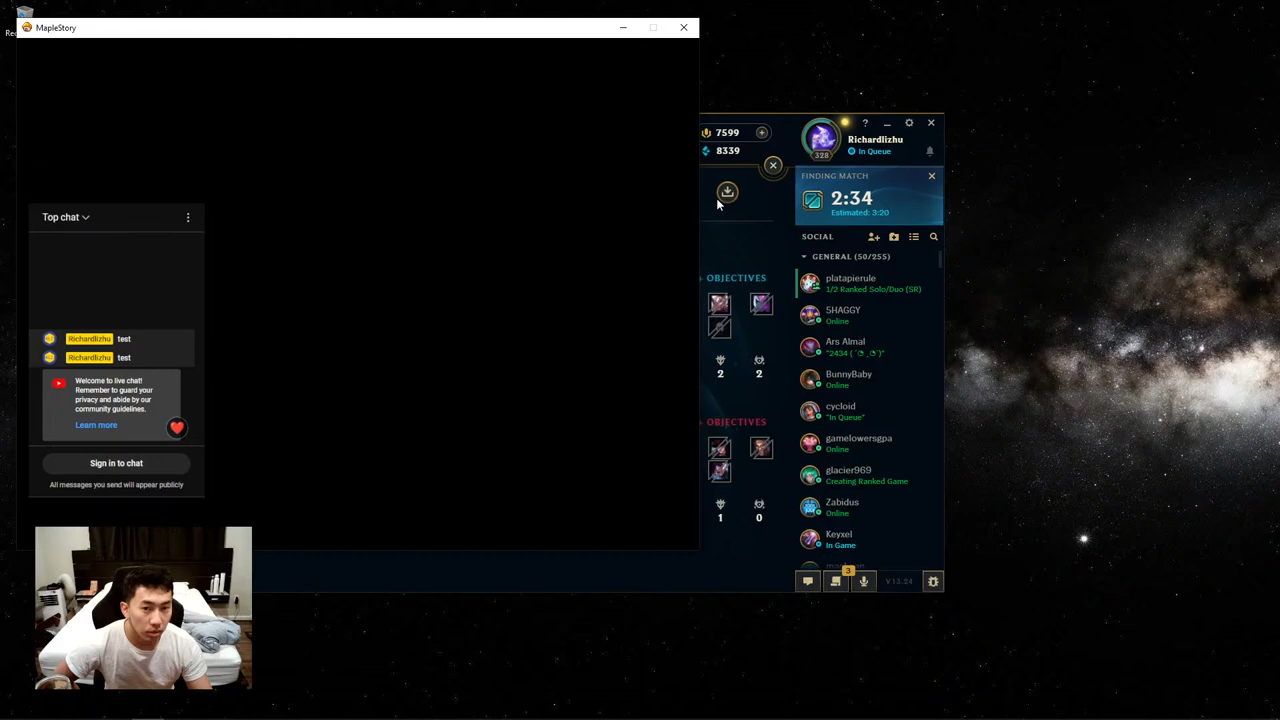 MapleStory
7599
8339
328
Richardlizhu
In Queue
FINDING MATCH
2:34
Estimated: 3:20
SOCIAL
GENERAL (50/255)
platapierule
1/2 Ranked Solo/Duo (SR)
5HAGGY
Online
Ars Almal
BunnyBaby
Online
cycloid
"In Queue"
gamelowersgpa
Online
glacier969
Creating Ranked Game
Zabidus
Online
Keyxel
In Game
3
V13.24
OBJECTIVES
2
2
OBJECTIVES
1
0
Top chat
Richardlizhu test
Richardlizhu test
Welcome to live chat!
Remember to guard your
privacy and abide by our
community guidelines.
Learn more
Sign in to chat
All messages you send will appear publicly